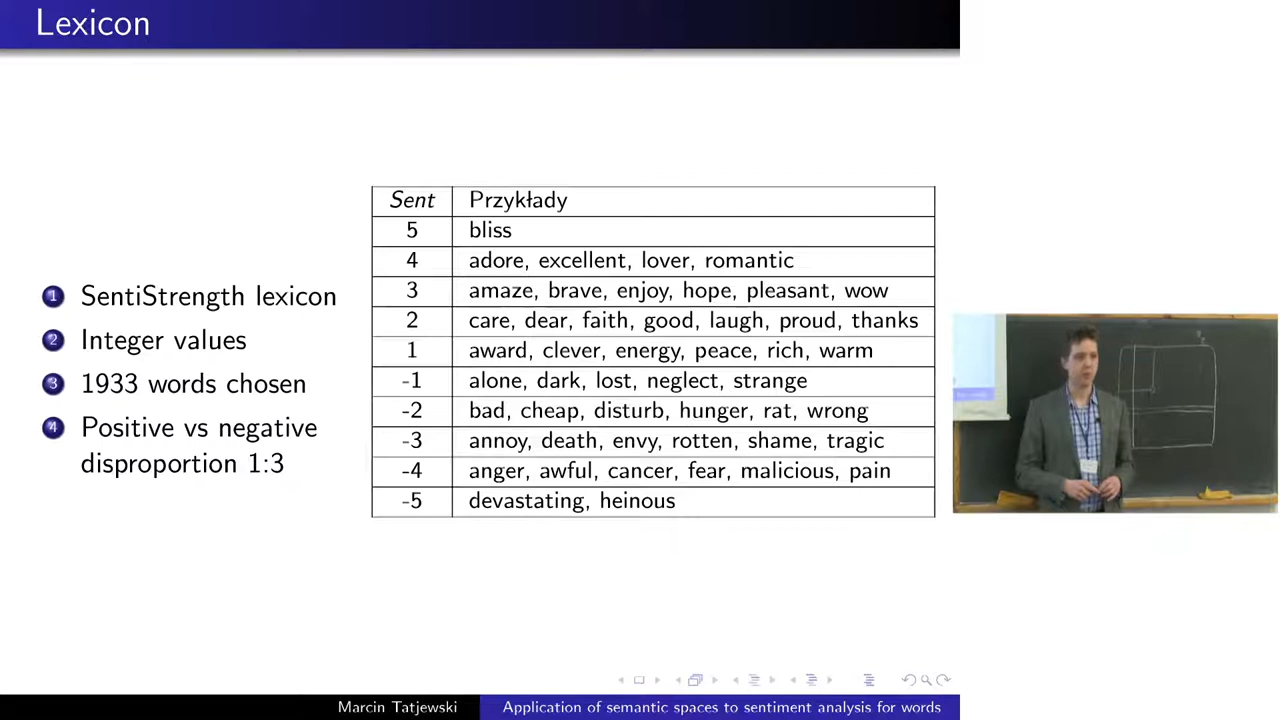 Lexicon
1 SentiStrength lexicon
2 Integer values
3 1933 words chosen
4 Positive vs negative
disproportion 1:3
Sent Przykłady
5 bliss
4 adore, excellent, lover, romantic
3 amaze, brave, enjoy, hope, pleasant, wow
2 care, dear, faith, good, laugh, proud, thanks
1 award, clever, energy, peace, rich, warm
-1 alone, dark, lost, neglect, strange
-2 bad, cheap, disturb, hunger, rat, wrong
-3 annoy, death, envy, rotten, shame, tragic
-4 anger, awful, cancer, fear, malicious, pain
-5 devastating, heinous
Marcin Tatjewski Application of semantic spaces to sentiment analysis for words